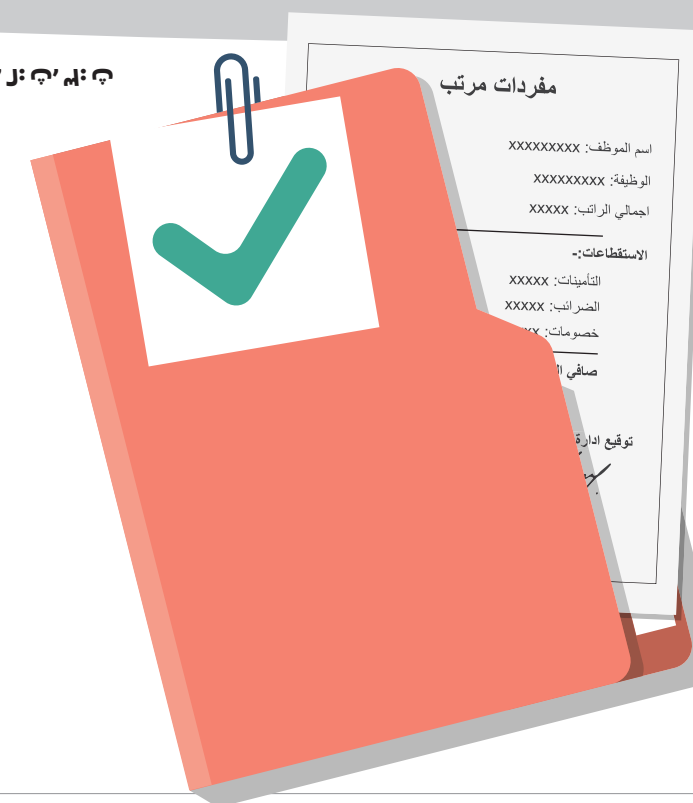 مفردات مرتب
اسم الموظف: xxxxxxxxx
الوظيفة: xxxxxxxxx
اجمالي الراتب: xxxxx
الاستقطاعات:-
التأمينات: xxxxx
الضرائب: xxxxx
خصومات: xx
صافي
توقيع ادارة